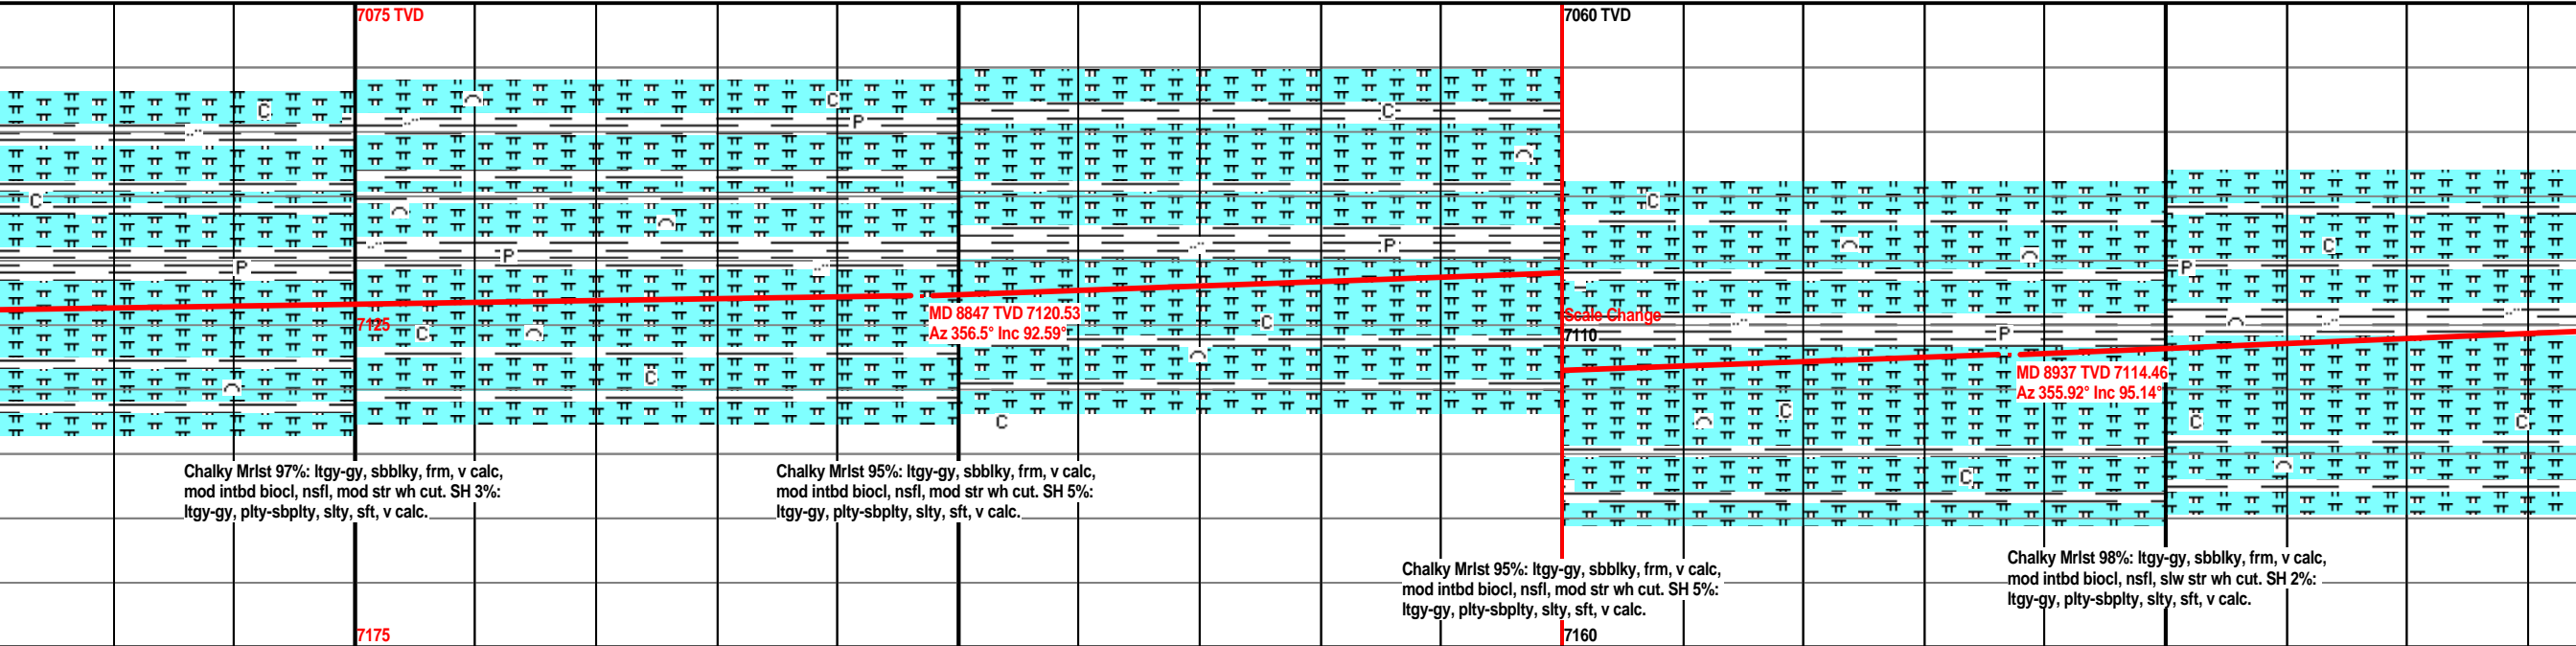 7075 TVD
7060 TVD
C
C
P
C
C
P
P
P
C
C
P
P
MD 8847 TVD 7120.53
Az 356.5° Inc 92.59°
7125
C
C
C
C
Scale Change
7110
P
MD 8937 TVD 7114.46
Az 355.92° Inc 95.14°
C
C
C
C
Chalky Mrlst 97%: ltgy-gy, sbblky, frm, v calc,
mod intbd biocl, nsfl, mod str wh cut. SH 3%:
ltgy-gy, plty-sbplty, slty, sft, v calc.
Chalky Mrlst 95%: ltgy-gy, sbblky, frm, v calc,
mod intbd biocl, nsfl, mod str wh cut. SH 5%:
ltgy-gy, plty-sbplty, slty, sft, v calc.
Chalky Mrlst 95%: ltgy-gy, sbblky, frm, v calc,
mod intbd biocl, nsfl, mod str wh cut. SH 5%:
ltgy-gy, plty-sbplty, slty, sft, v calc.
Chalky Mrlst 98%: ltgy-gy, sbblky, frm, v calc,
mod intbd biocl, nsfl, slw str wh cut. SH 2%:
ltgy-gy, plty-sbplty, slty, sft, v calc.
7175
7160